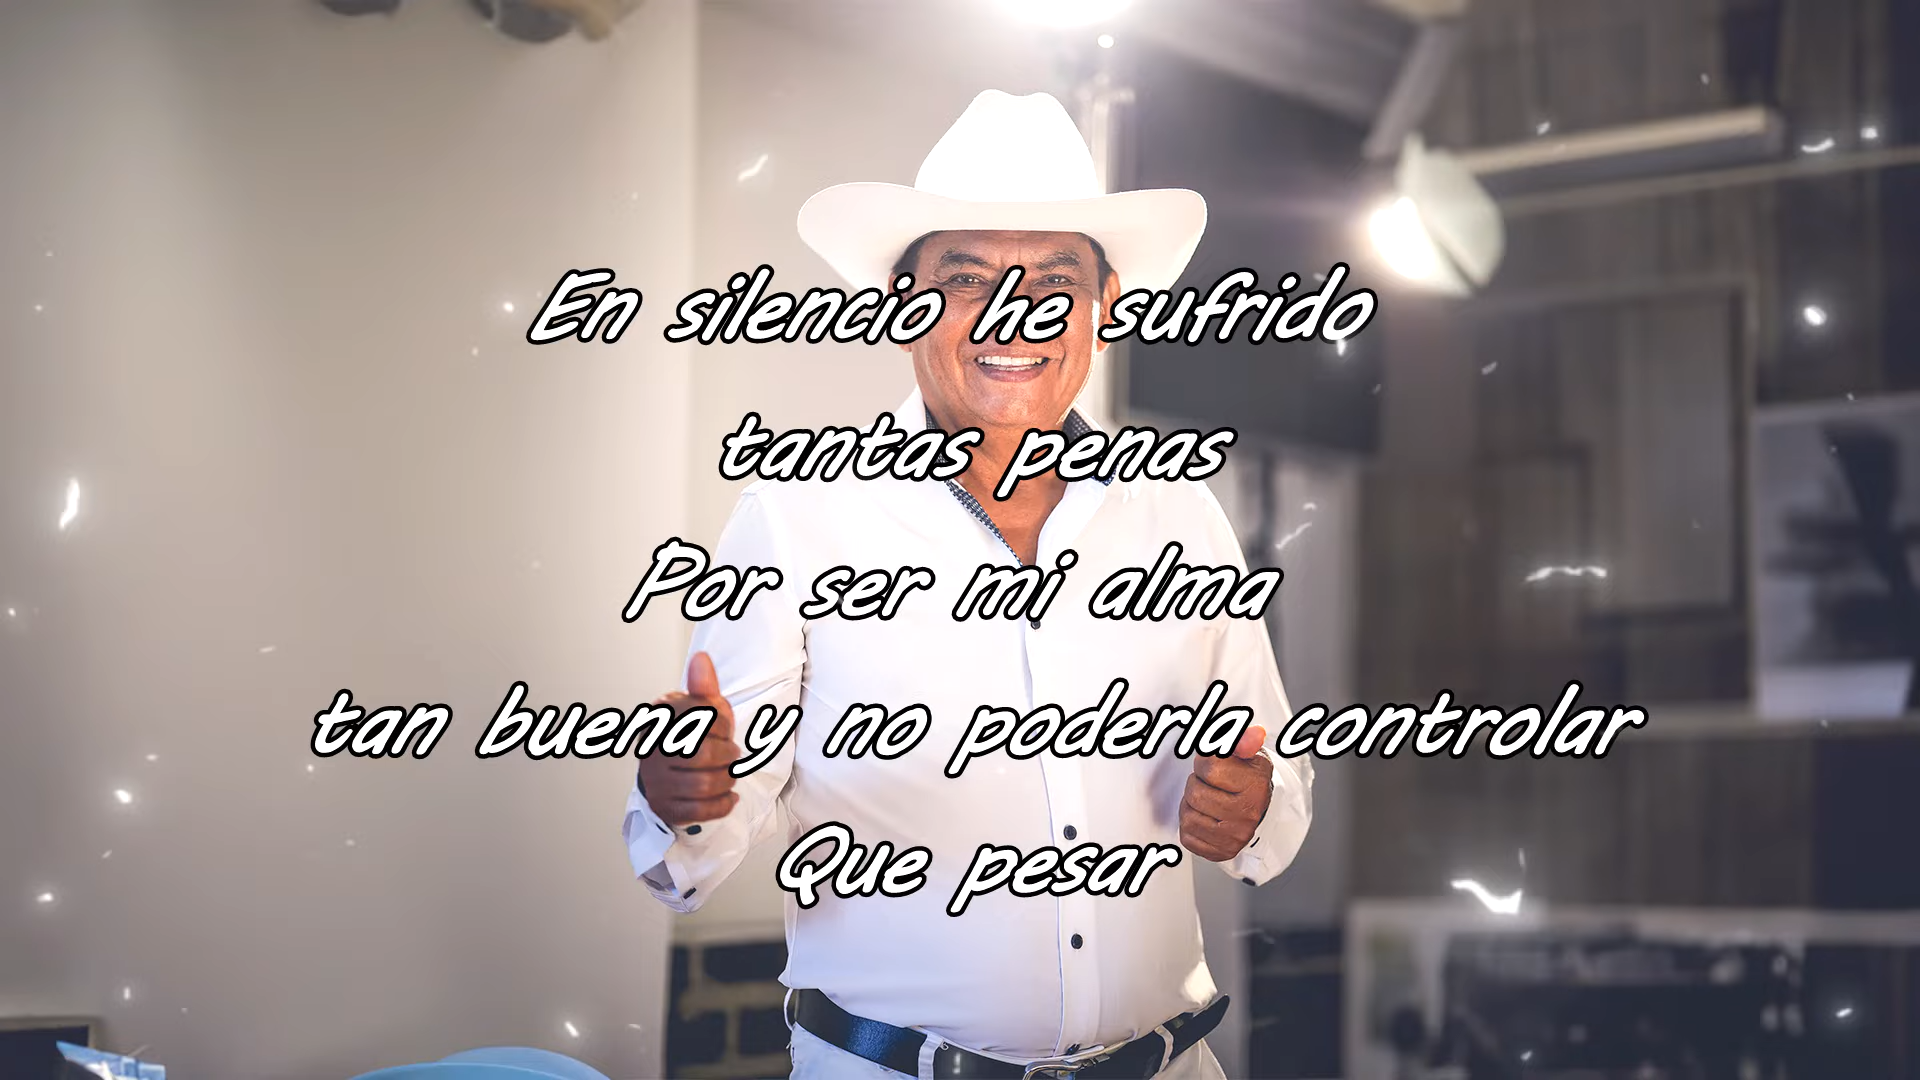 En silencio he sufrido
tantas penas
Por ser mi alma
tan buena y no poderla controlar
Que pesar